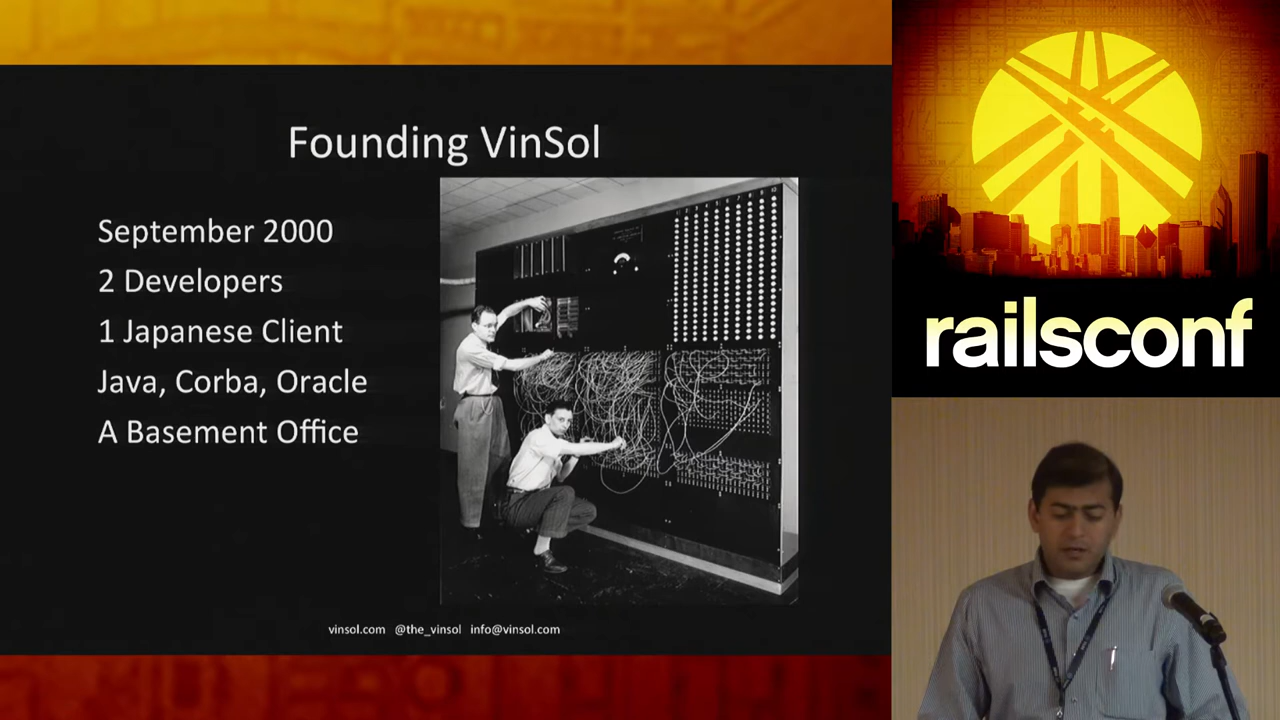 Founding VinSol
September 2000
2 Developers
1 Japanese Client
Java, Corba, Oracle
A Basement Office
vinsol.com @the_vinsol info@vinsol.com
railsconf